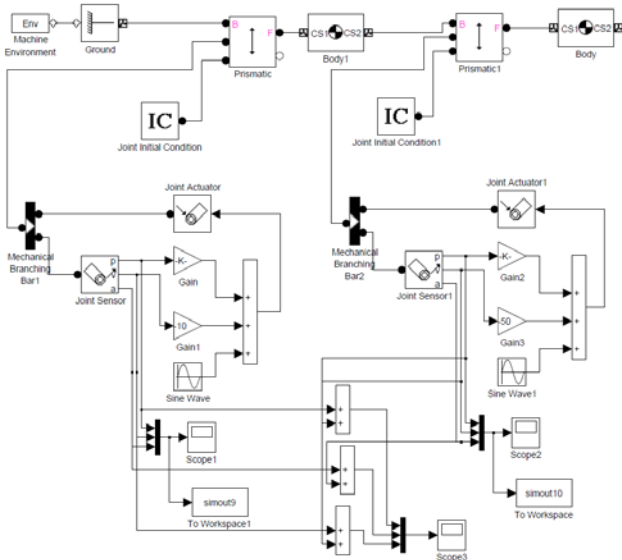 Env
Machine
Environment
Ground
B
F
Prismatic
CS1
CS2
Body1
B
F
Prismatic1
CS1
CS2
Body
IC
Joint Initial Condition
IC
Joint Initial Condition1
Joint Actuator
Joint Actuator1
Mechanical
Branching
Bar1
Mechanical
Branching
Bar2
p
v
a
Joint Sensor
-K-
Gain
-10
Gain1
Sine Wave
+
+
+
p
v
a
Joint Sensor1
-K-
Gain2
-50
Gain3
Sine Wave1
+
+
+
Scope1
simout9
To Workspace1
+
+
+
+
+
+
Scope2
simout10
To Workspace
Scope3